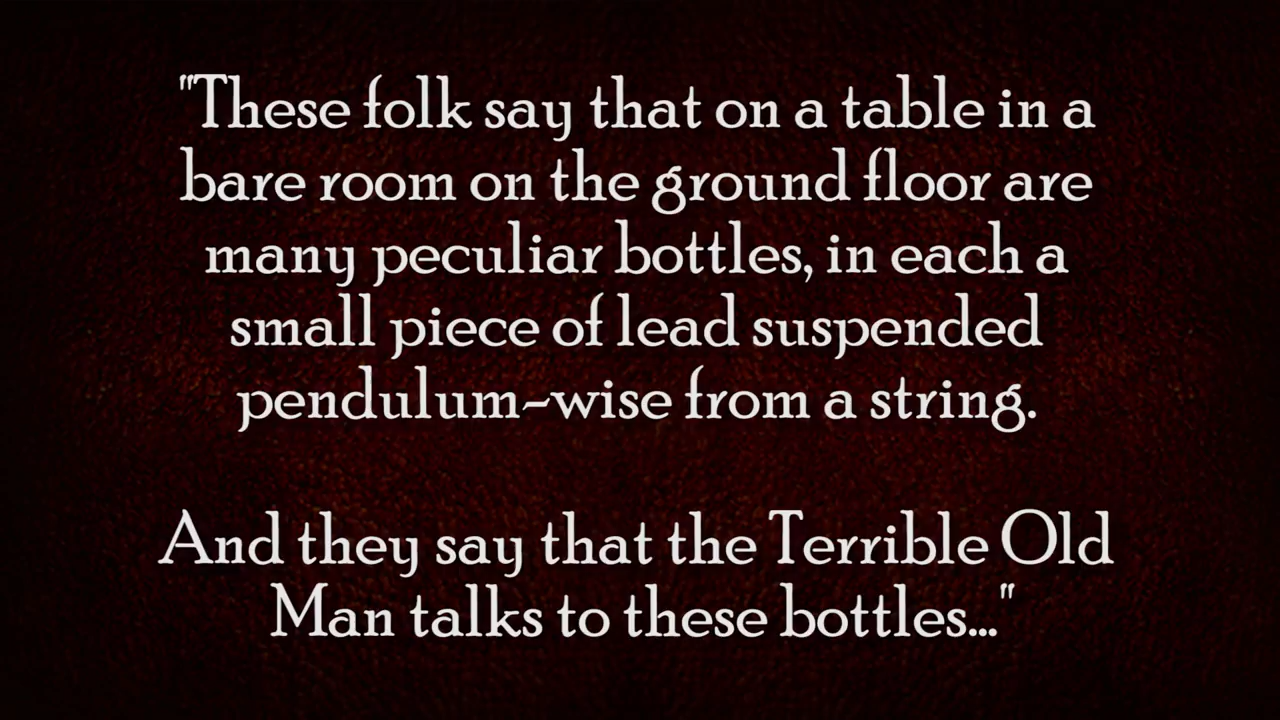 "These folk say that on a table in a
bare room on the ground floor are
many peculiar bottles, in each a
small piece of lead suspended
pendulum-wise from a string.
And they say that the Terrible Old
Man talks to these bottles..."